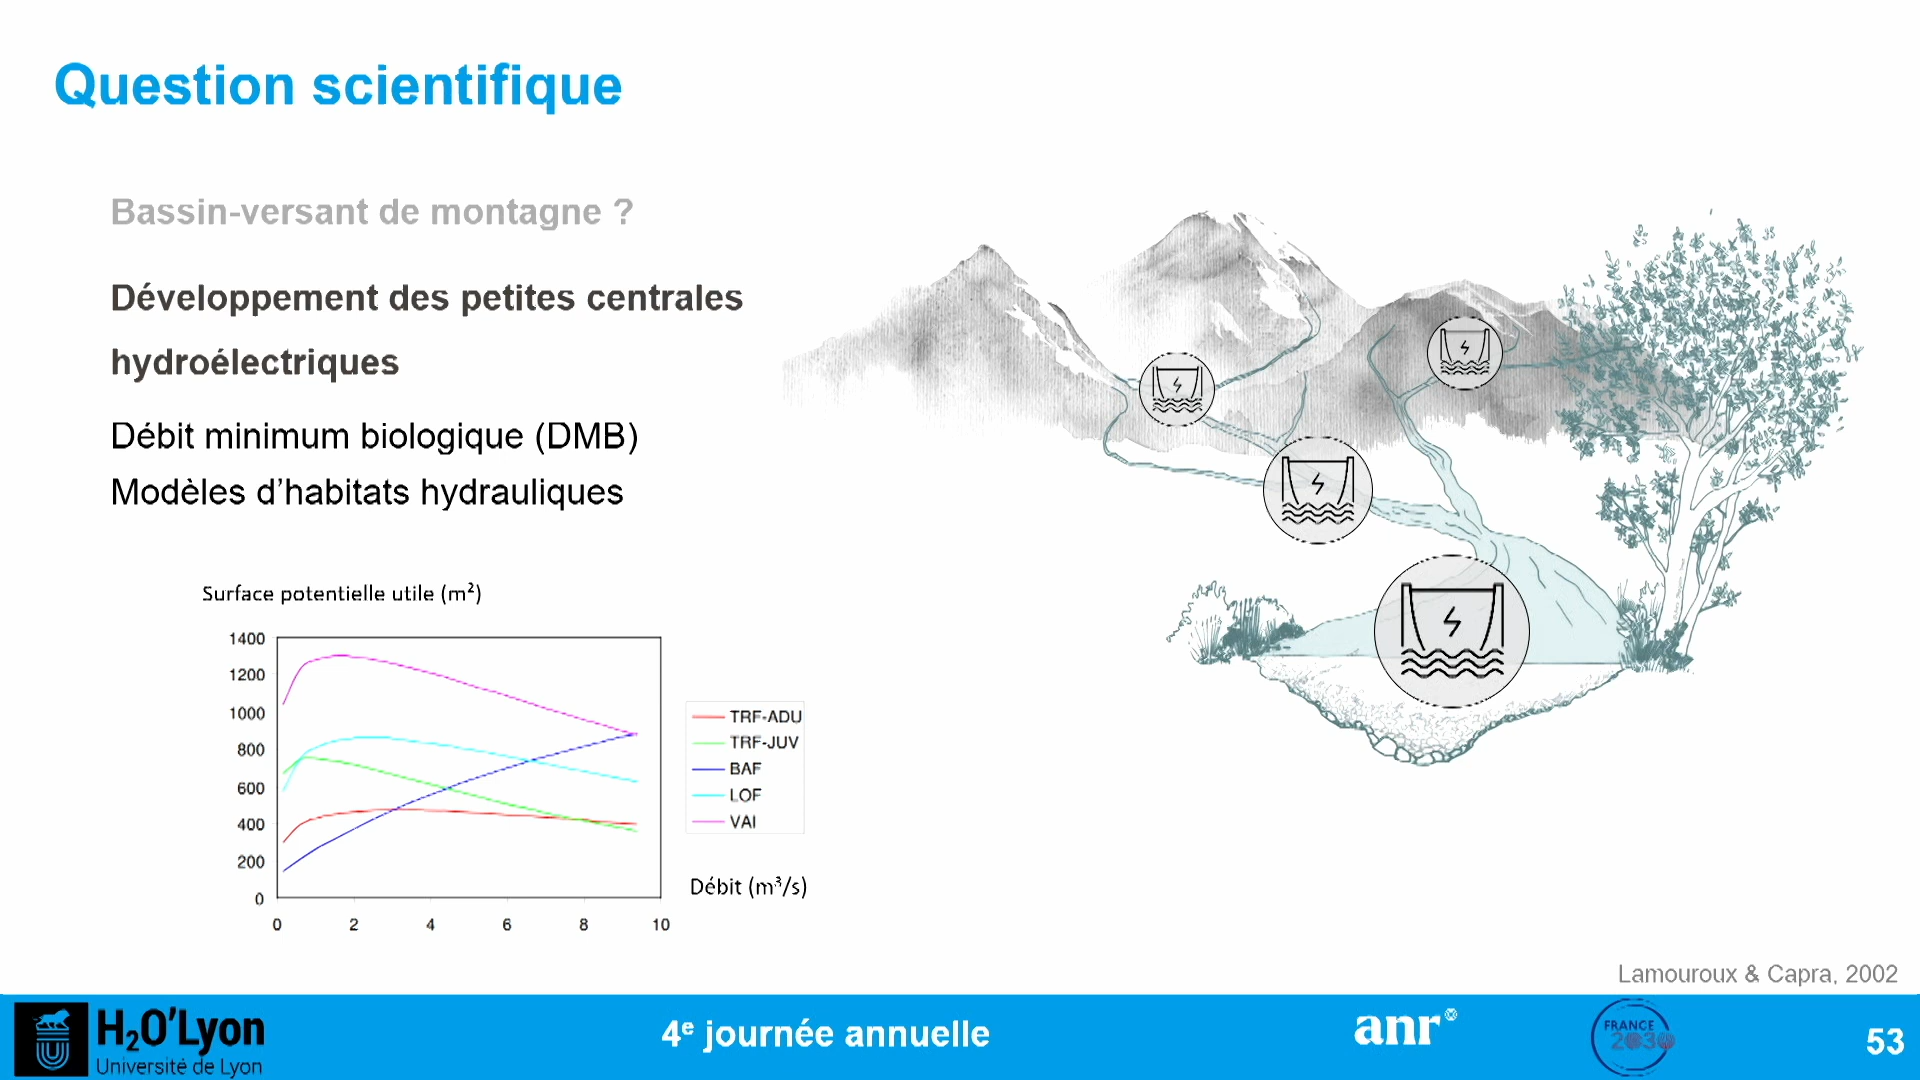 Question scientifique
Bassin-versant de montagne ?
Développement des petites centrales
hydroélectriques
Débit minimum biologique (DMB)
Modèles d'habitats hydrauliques
Surface potentielle utile (m²)
1400
1200
1000
800
600
400
200
0
0 2 4 6 8 10
TRF-ADU
TRF-JUV
BAF
LOF
VAI
Débit (m³/s)
Lamouroux & Capra, 2002
H₂O'Lyon
Université de Lyon
4ᵉ journée annuelle
anr
FRANCE
2030
53